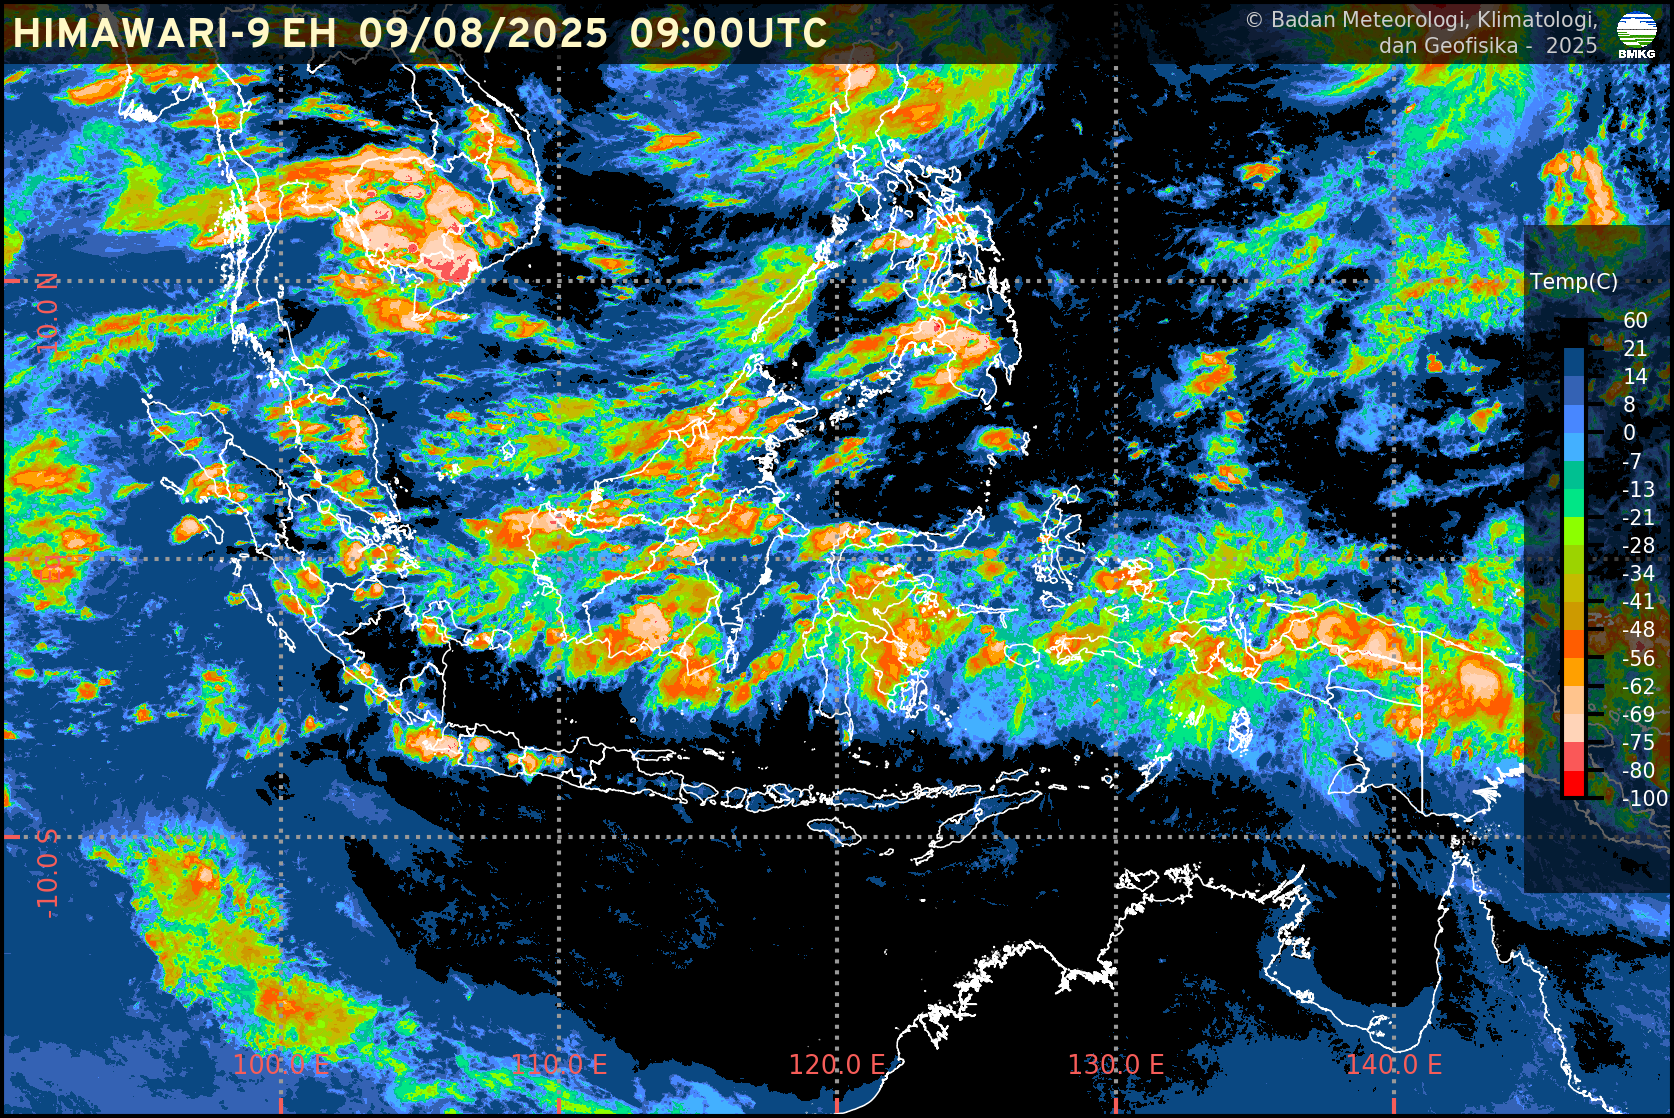 HIMAWARI-9 EH 09/08/2025 09:00UTC
© Badan Meteorologi, Klimatologi,
dan Geofisika - 2025
BMKG
10.0 N
Temp(C)
60
21
14
8
0
-7
-13
-21
-28
-34
-41
-48
-56
-62
-69
-75
-80
-100
-10.0 S
100.0 E
110.0 E
120.0 E
130.0 E
140.0 E